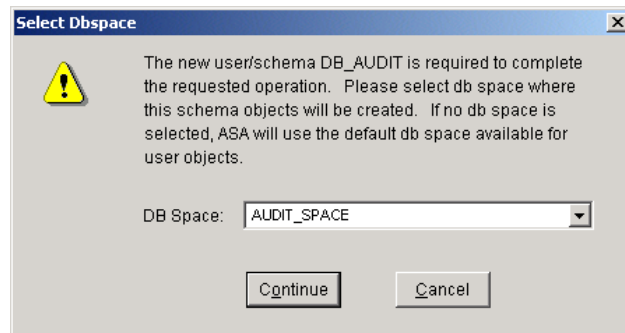 Select Dbspace
The new user/schema DB_AUDIT is required to complete
the requested operation. Please select db space where
this schema objects will be created. If no db space is
selected, ASA will use the default db space available for
user objects.
DB Space: AUDIT_SPACE
Continue Cancel